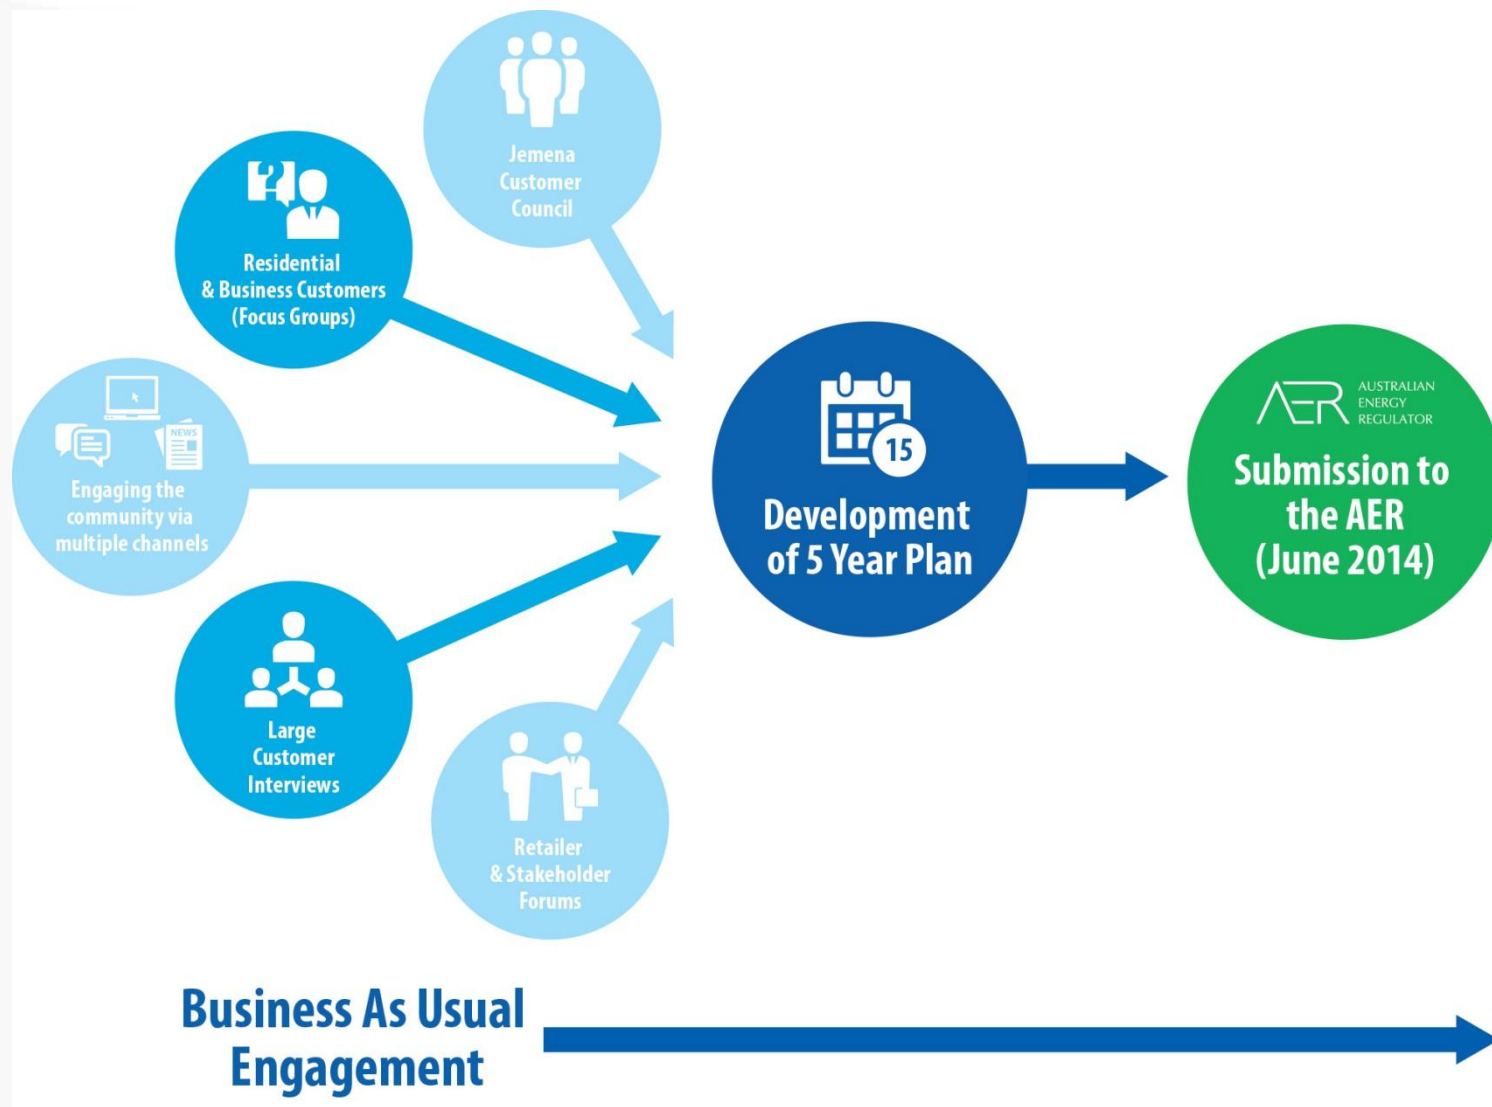 Jemena
Customer
Council
Residential
& Business Customers
(Focus Groups)
NEWS
Engaging the
community via
multiple channels
Large
Customer
Interviews
Retailer
& Stakeholder
Forums
15
Development
of 5 Year Plan
AER
AUSTRALIAN
ENERGY
REGULATOR
Submission to
the AER
(June 2014)
Business As Usual
Engagement